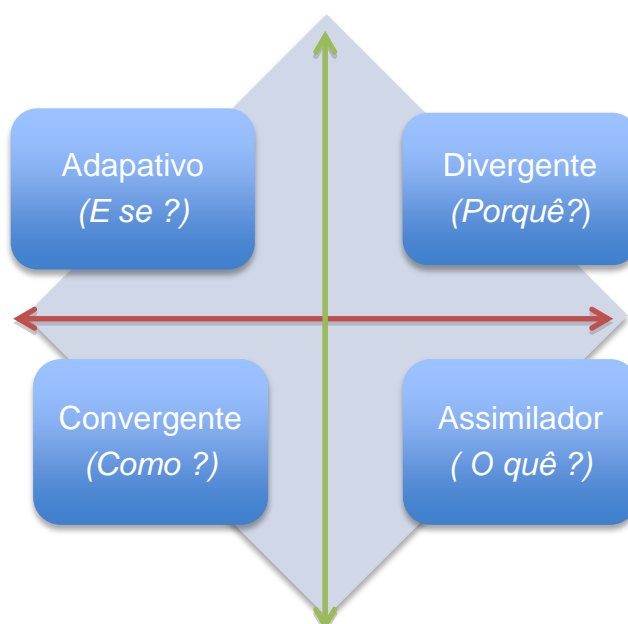 Adapativo
(E se ?)
Divergente
(Porquê?)
Convergente
(Como ?)
Assimilador
( O quê ?)